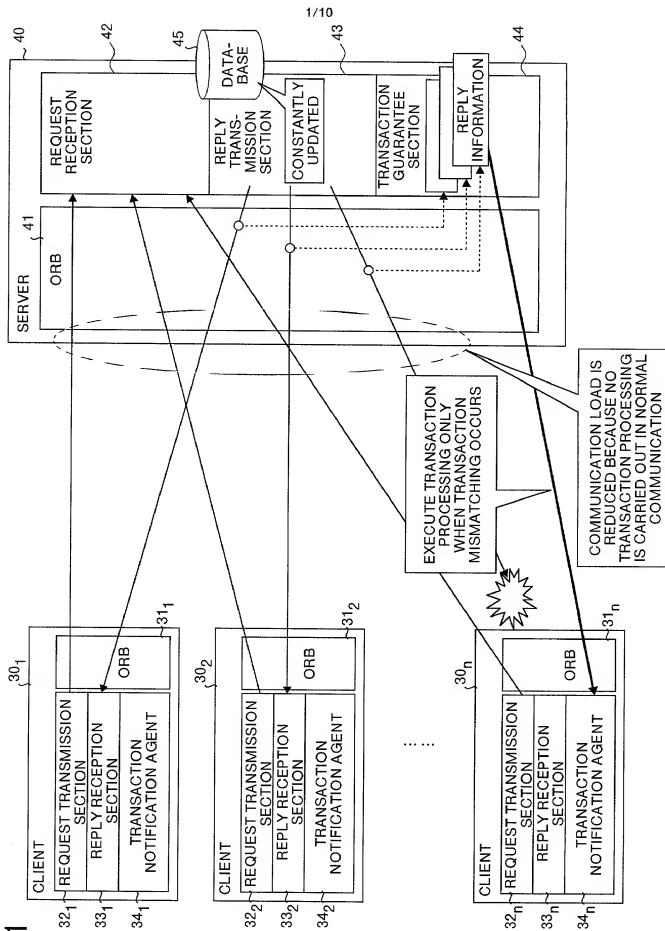 1/10
1
CLIENT
30₁
ORB
31₁
REQUEST TRANSMISSION
SECTION
REPLY RECEPTION
SECTION
TRANSACTION
NOTIFICATION AGENT
32₁
33₁
34₁
CLIENT
30₂
ORB
31₂
REQUEST TRANSMISSION
SECTION
REPLY RECEPTION
SECTION
TRANSACTION
NOTIFICATION AGENT
32₂
33₂
34₂
......
CLIENT
30ₙ
ORB
31ₙ
REQUEST TRANSMISSION
SECTION
REPLY RECEPTION
SECTION
TRANSACTION
NOTIFICATION AGENT
32ₙ
33ₙ
34ₙ
EXECUTE TRANSACTION
PROCESSING ONLY
WHEN TRANSACTION
MISMATCHING OCCURS
COMMUNICATION LOAD IS
REDUCED BECAUSE NO
TRANSACTION PROCESSING
IS CARRIED OUT IN NORMAL
COMMUNICATION
SERVER
40
41
ORB
42
REQUEST
RECEPTION
SECTION
45
DATA-
BASE
43
REPLY
TRANS-
MISSION
SECTION
CONSTANTLY
UPDATED
TRANSACTION
GUARANTEE
SECTION
44
REPLY
INFORMATION